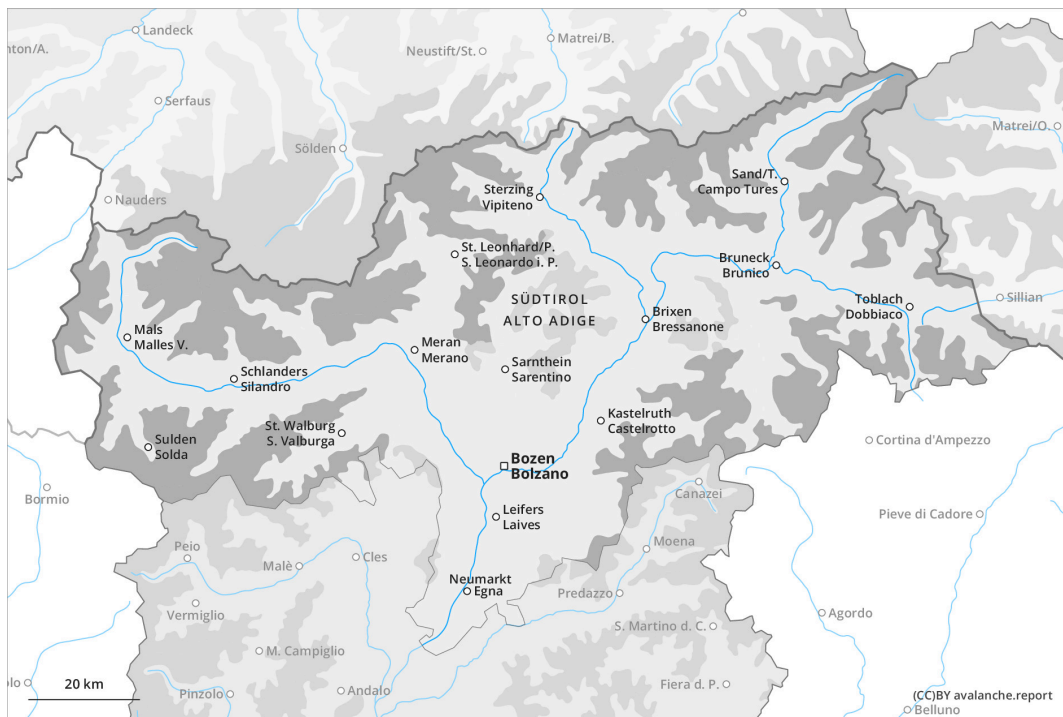 Landeck
Matrei/B.
nton/A.
Neustift/St.
Serfaus
Matrei/O.
Sölden
Sand/T.
Campo Tures
Sterzing
Vipiteno
Nauders
St. Leonhard/P.
S. Leonardo i. P.
Bruneck
Brunico
SÜDTIROL
ALTO ADIGE
Toblach
Dobbiaco
Sillian
Brixen
Bressanone
Mals
Malles V.
Meran
Merano
Sarnthein
Sarentino
Schlanders
Silandro
Kastelruth
Castelrotto
St. Walburg
S. Valburga
Sulden
Solda
Cortina d'Ampezzo
Bozen
Bolzano
Bormio
Canazei
Leifers
Laives
Pieve di Cadore
Moena
Peio
Cles
Malè
Neumarkt
Egna
Predazzo
Vermiglio
Agordo
S. Martino d. C.
M. Campiglio
olo
20 km
Pinzolo
Andalo
Fiera d. P.
(CC)BY avalanche.report
Belluno